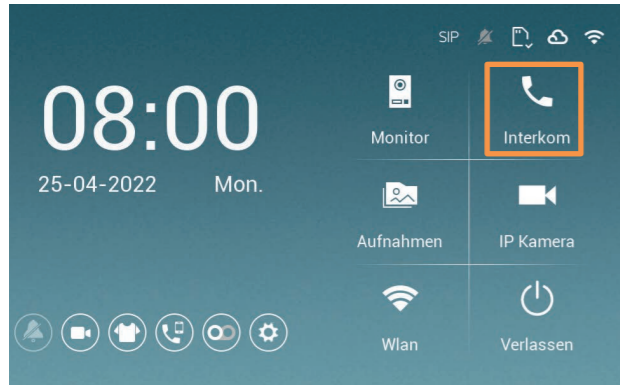 SIP
08:00
25-04-2022 Mon.
Monitor
Interkom
Aufnahmen
IP Kamera
Wlan
Verlassen